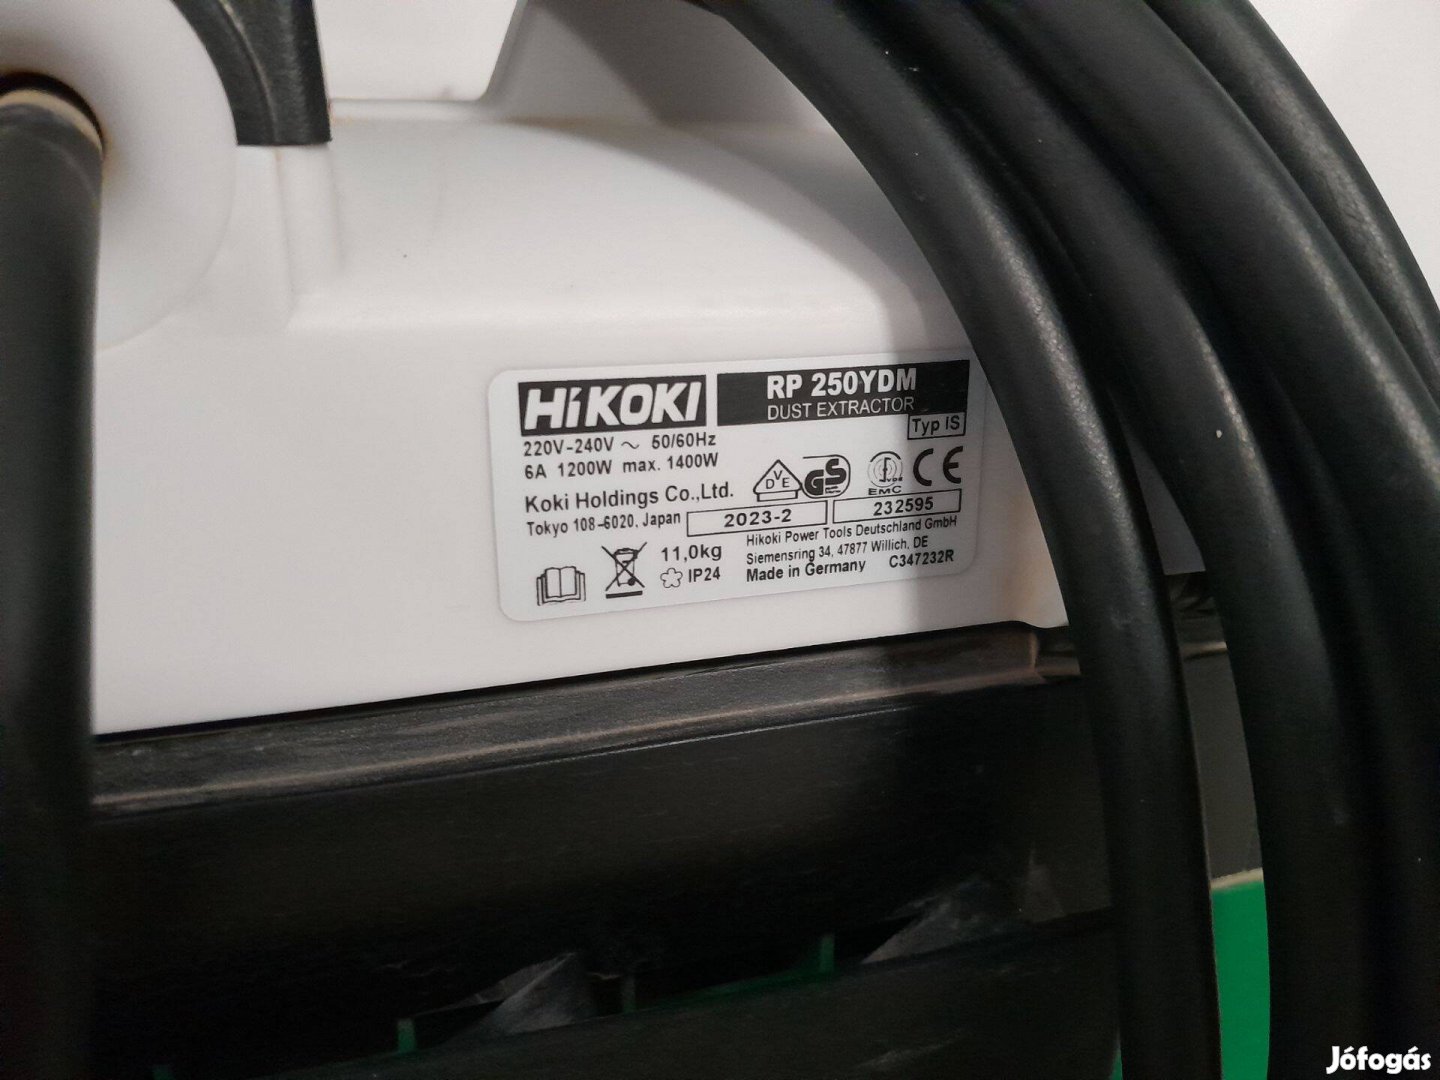 HiKOKI
RP 250YDM
DUST EXTRACTOR
Typ IS
220V-240V ～ 50/60Hz
6A 1200W max. 1400W
Koki Holdings Co.,Ltd.
Tokyo 108-6020, Japan
DVE
GS
EMC
CE
2023-2
232595
Hikoki Power Tools Deutschland GmbH
Siemensring 34, 47877 Willich, DE
Made in Germany C347232R
11,0kg
IP24
Jófogás